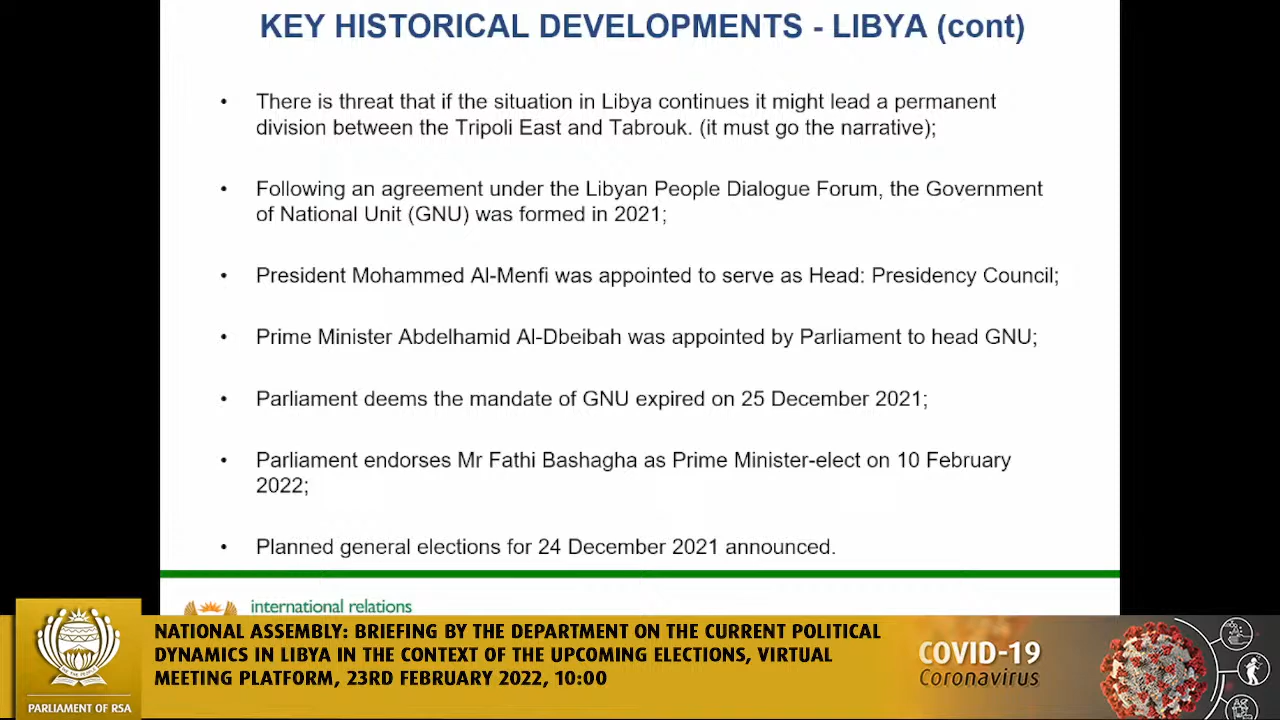 KEY HISTORICAL DEVELOPMENTS - LIBYA (cont)
• There is threat that if the situation in Libya continues it might lead a permanent
division between the Tripoli East and Tabrouk. (it must go the narrative);
• Following an agreement under the Libyan People Dialogue Forum, the Government
of National Unit (GNU) was formed in 2021;
• President Mohammed Al-Menfi was appointed to serve as Head: Presidency Council;
• Prime Minister Abdelhamid Al-Dbeibah was appointed by Parliament to head GNU;
• Parliament deems the mandate of GNU expired on 25 December 2021;
• Parliament endorses Mr Fathi Bashagha as Prime Minister-elect on 10 February
2022;
• Planned general elections for 24 December 2021 announced.
international relations
NATIONAL ASSEMBLY: BRIEFING BY THE DEPARTMENT ON THE CURRENT POLITICAL
DYNAMICS IN LIBYA IN THE CONTEXT OF THE UPCOMING ELECTIONS, VIRTUAL
MEETING PLATFORM, 23RD FEBRUARY 2022, 10:00
PARLIAMENT OF RSA
COVID-19
Coronavirus